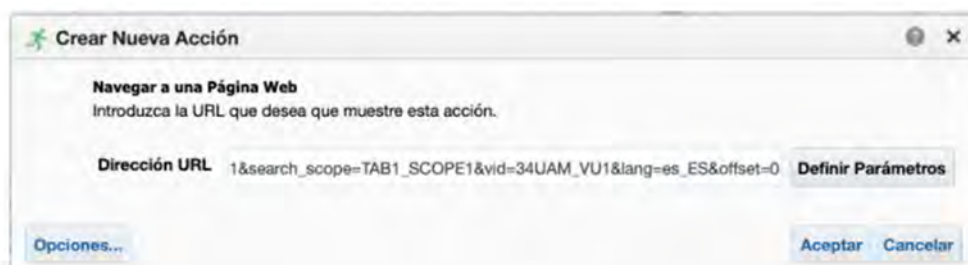 Crear Nueva Acción
Navegar a una Página Web
Introduzca la URL que desea que muestre esta acción.
Dirección URL 1&search_scope=TAB1_SCOPE1&vid=34UAM_VU1&lang=es_ES&offset=0 Definir Parámetros
Opciones... Aceptar Cancelar